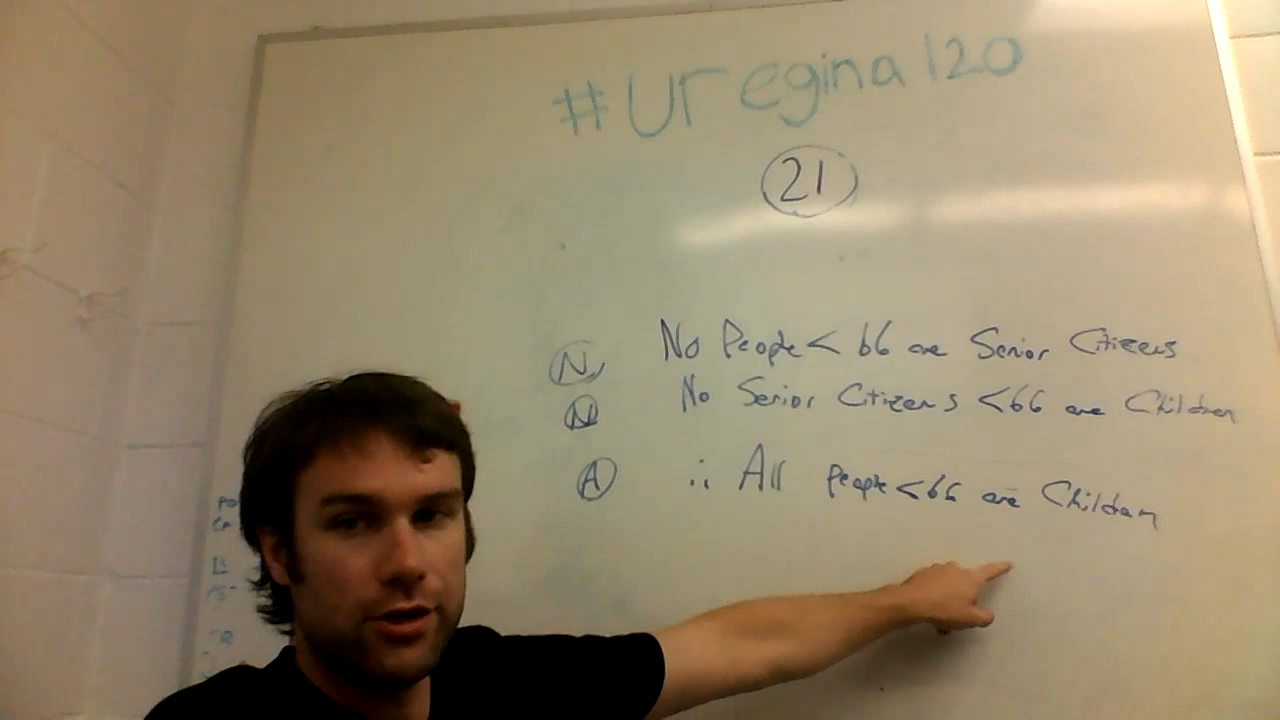 #Uregina120
21
N No People < 66 are Senior Citizens
N No Senior Citizens < 66 are Children
A ∴ All People < 66 are Children
PS